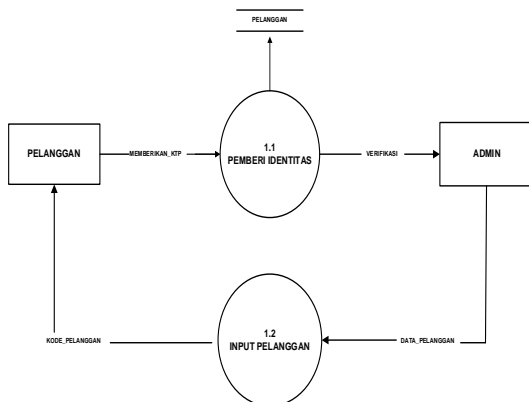 PELANGGAN
PELANGGAN
MEMBERIKAN_KTP
1.1
PEMBERI IDENTITAS
VERIFIKASI
ADMIN
KODE_PELANGGAN
1.2
INPUT PELANGGAN
DATA_PELANGGAN